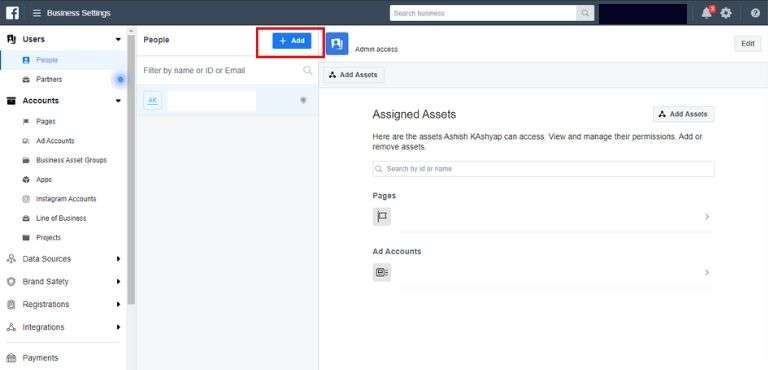 f
Business Settings
Search business
Users
People
Partners
Accounts
Pages
Ad Accounts
Business Asset Groups
Apps
Instagram Accounts
Line of Business
Projects
Data Sources
Brand Safety
Registrations
Integrations
Payments
People
+ Add
Filter by name or ID or Email
AK
Admin access
Edit
Add Assets
Assigned Assets
Add Assets
Here are the assets Ashish KAshyap can access. View and manage their permissions. Add or
remove assets.
Search by id or name
Pages
Ad Accounts